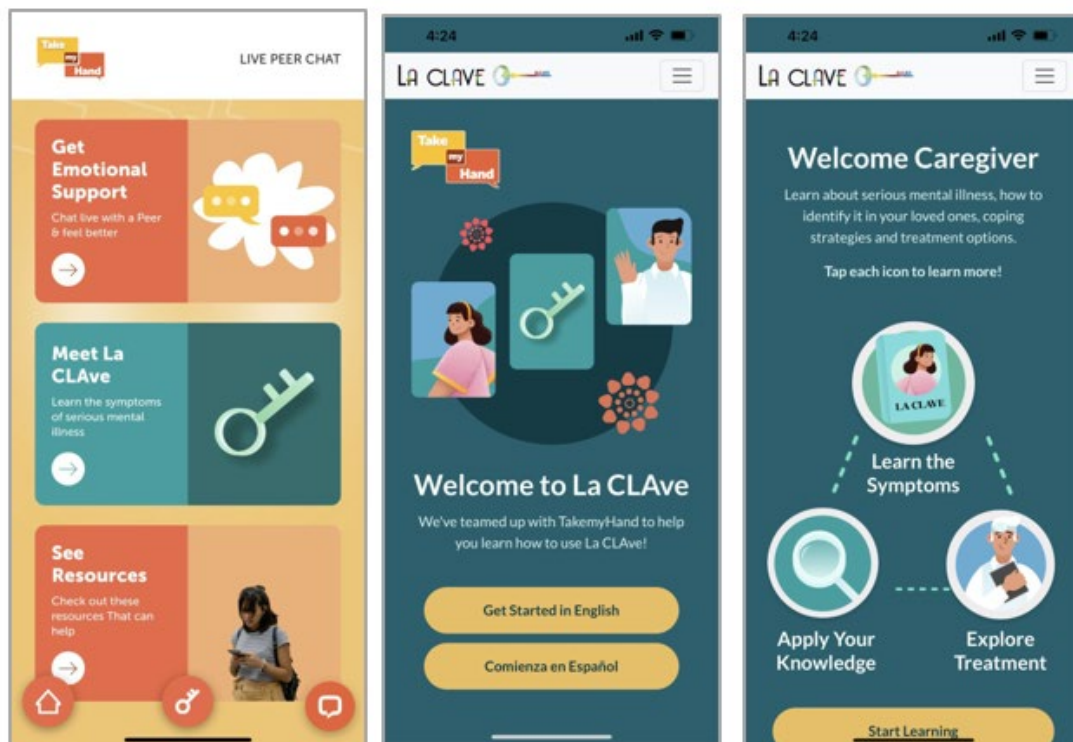 Take
my
Hand
LIVE PEER CHAT
Get
Emotional
Support
Chat live with a Peer
& feel better
Meet La
CLAve
Learn the symptoms
of serious mental
illness
See
Resources
Check out these
resources That can
help
4:24
LA CLAVE
Take
my
Hand
Welcome to La CLAve
We've teamed up with TakemyHand to help
you learn how to use La CLAve!
Get Started in English
Comienza en Español
4:24
LA CLAVE
Welcome Caregiver
Learn about serious mental illness, how to
identify it in your loved ones, coping
strategies and treatment options.
Tap each icon to learn more!
LA CLAVE
Learn the
Symptoms
Apply Your
Knowledge
Explore
Treatment
Start Learning